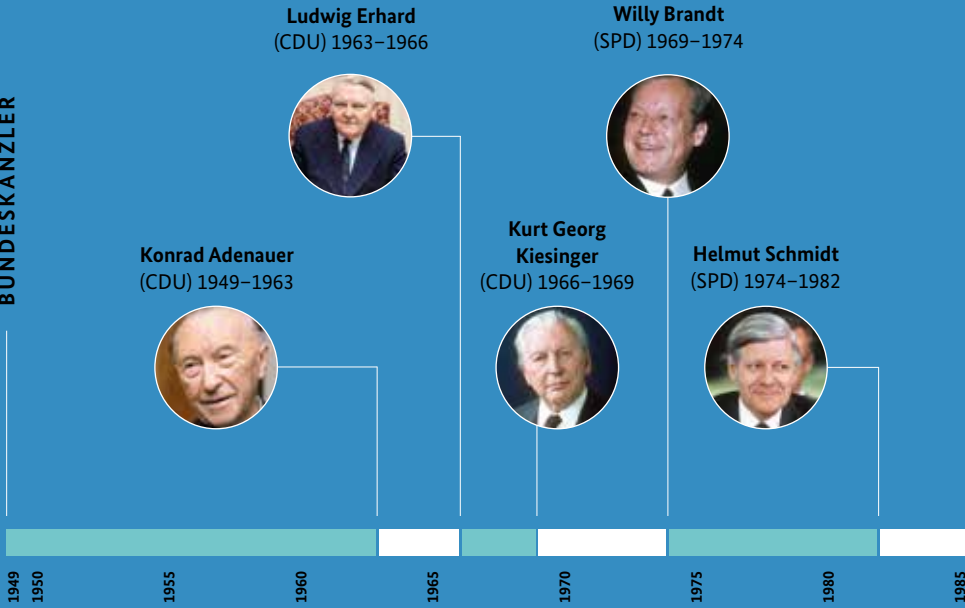 BUNDESKANZLER
Ludwig Erhard
(CDU) 1963–1966
Willy Brandt
(SPD) 1969–1974
Konrad Adenauer
(CDU) 1949–1963
Kurt Georg
Kiesinger
(CDU) 1966–1969
Helmut Schmidt
(SPD) 1974–1982
1949
1950
1955
1960
1965
1970
1975
1980
1985